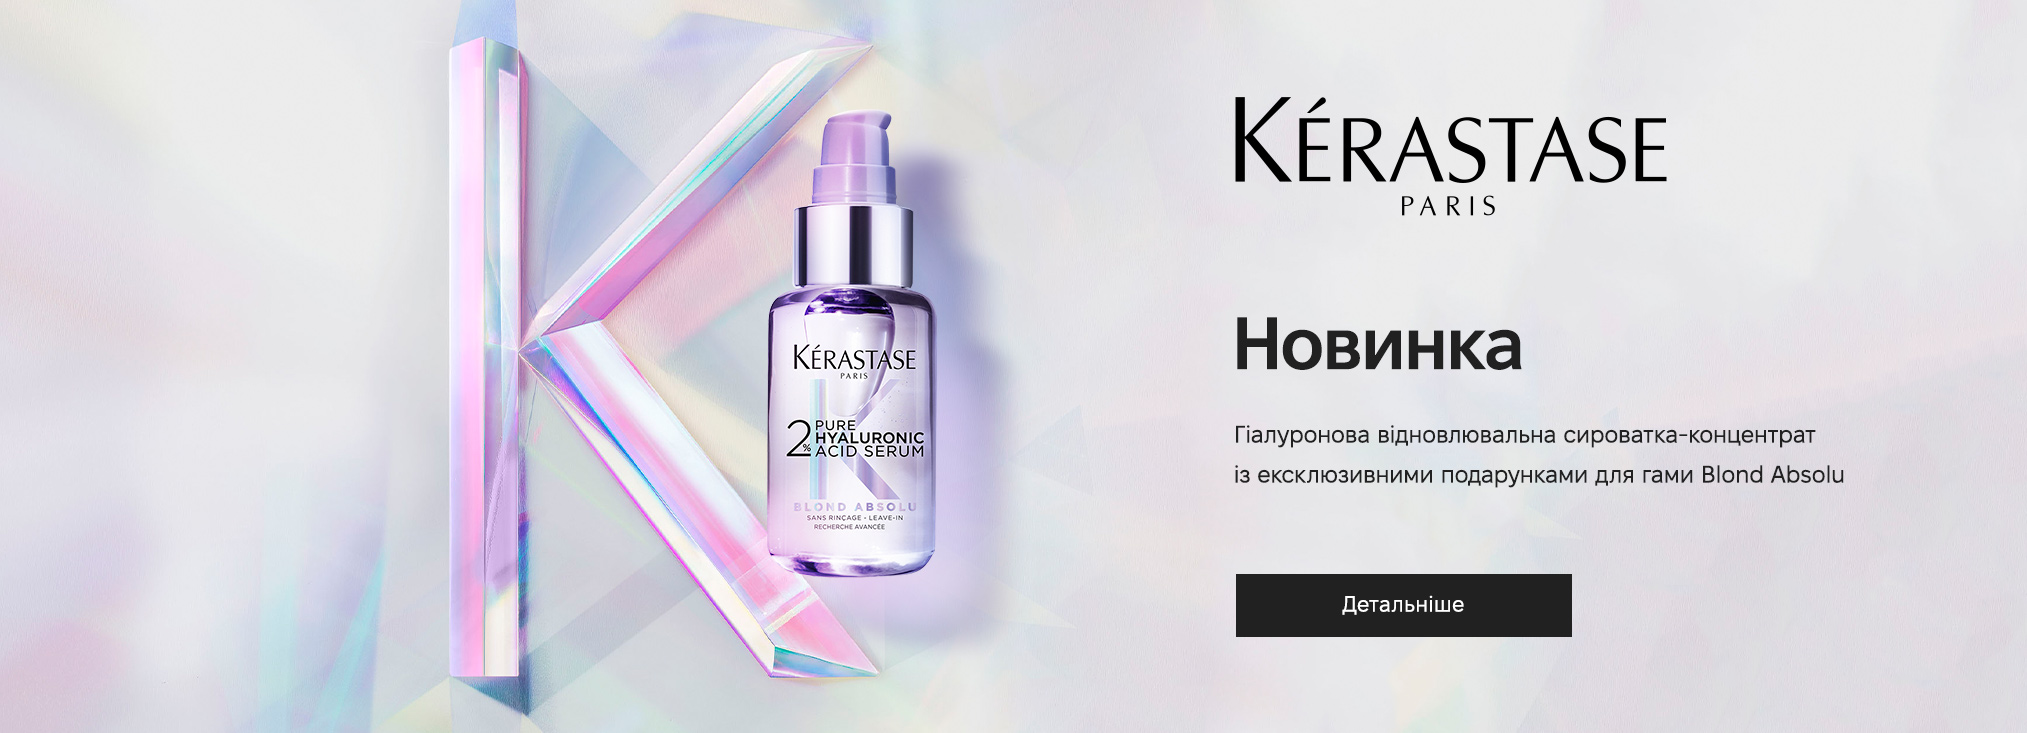 KÉRASTASE
PARIS
2% PURE
HYALURONIC
ACID SERUM
BLOND ABSOLU
SANS RINÇAGE • LEAVE-IN
RECHERCHE AVANCÉE
KÉRASTASE
PARIS
Новинка
Гіалуронова відновлювальна сироватка-концентрат
із ексклюзивними подарунками для гами Blond Absolu
Детальніше